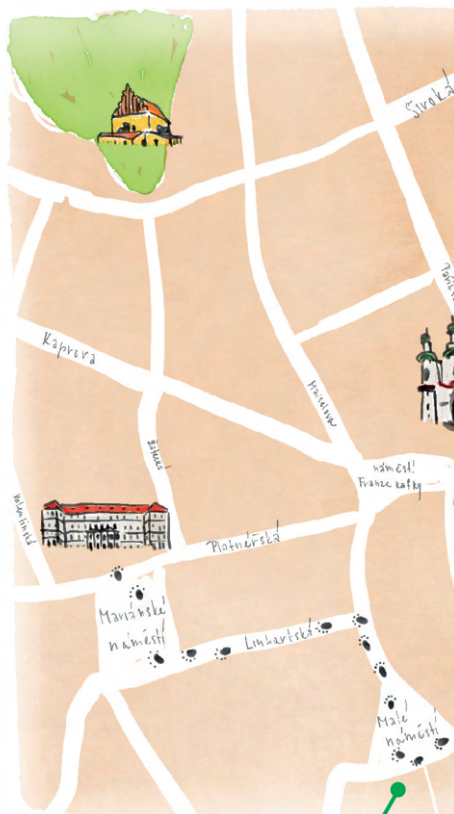 Široká
Kaprova
Maiselova
Žatecká
náměstí
Franze Kafky
Valentinská
Platnéřská
Mariánské
náměstí
Linhartská
Malé
náměstí